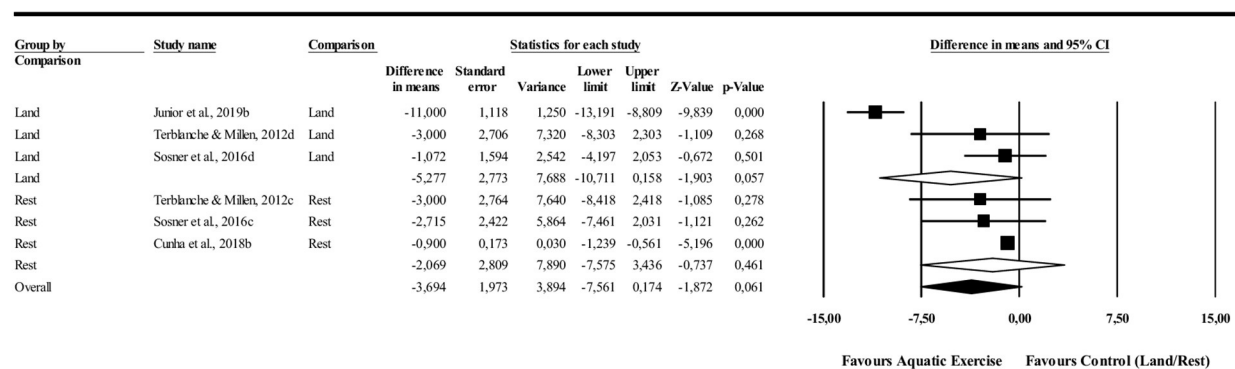 Group by Study name Comparison Statistics for each study Difference in means and 95% CI
Comparison
Difference Standard Lower Upper
in means error Variance limit limit Z-Value p-Value
Land Junior et al., 2019b Land -11,000 1,118 1,250 -13,191 -8,809 -9,839 0,000
Land Terblanche & Millen, 2012d Land -3,000 2,706 7,320 -8,303 2,303 -1,109 0,268
Land Sosner et al., 2016d Land -1,072 1,594 2,542 -4,197 2,053 -0,672 0,501
Land -5,277 2,773 7,688 -10,711 0,158 -1,903 0,057
Rest Terblanche & Millen, 2012c Rest -3,000 2,764 7,640 -8,418 2,418 -1,085 0,278
Rest Sosner et al., 2016c Rest -2,715 2,422 5,864 -7,461 2,031 -1,121 0,262
Rest Cunha et al., 2018b Rest -0,900 0,173 0,030 -1,239 -0,561 -5,196 0,000
Rest -2,069 2,809 7,890 -7,575 3,436 -0,737 0,461
Overall -3,694 1,973 3,894 -7,561 0,174 -1,872 0,061
-15,00 -7,50 0,00 7,50 15,00
Favours Aquatic Exercise Favours Control (Land/Rest)